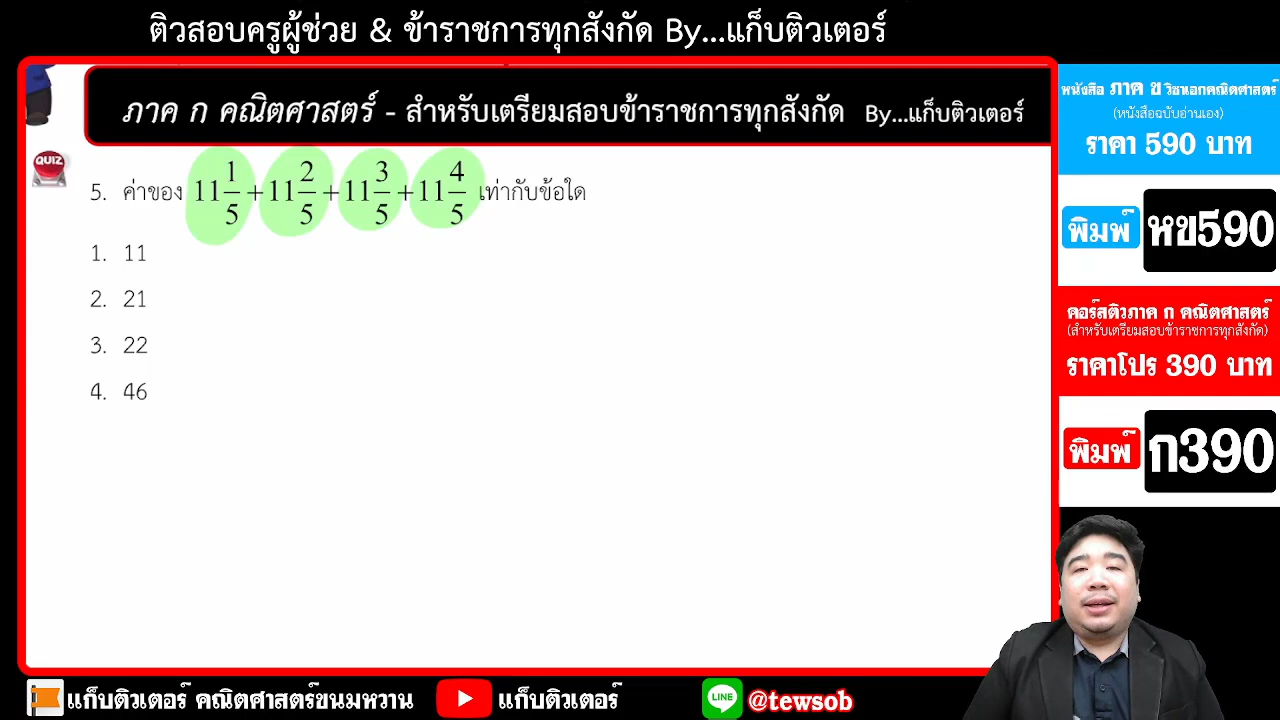 ติวสอบครูผู้ช่วย & ข้าราชการทุกสังกัด By...แก็บติวเตอร์
ภาค ก คณิตศาสตร์ - สำหรับเตรียมสอบข้าราชการทุกสังกัด By...แก็บติวเตอร์
QUIZ
5. ค่าของ 11 1/5 + 11 2/5 + 11 3/5 + 11 4/5 เท่ากับข้อใด
1. 11
2. 21
3. 22
4. 46
หนังสือ ภาค ข วิชาเอกคณิตศาสตร์
(หนังสือฉบับอ่านเอง)
ราคา 590 บาท
พิมพ์ หข590
คอร์สติวภาค ก คณิตศาสตร์
(สำหรับเตรียมสอบข้าราชการทุกสังกัด)
ราคาโปร 390 บาท
พิมพ์ ก390
แก็บติวเตอร์ คณิตศาสตร์ขนมหวาน
แก็บติวเตอร์
LINE @tewsob